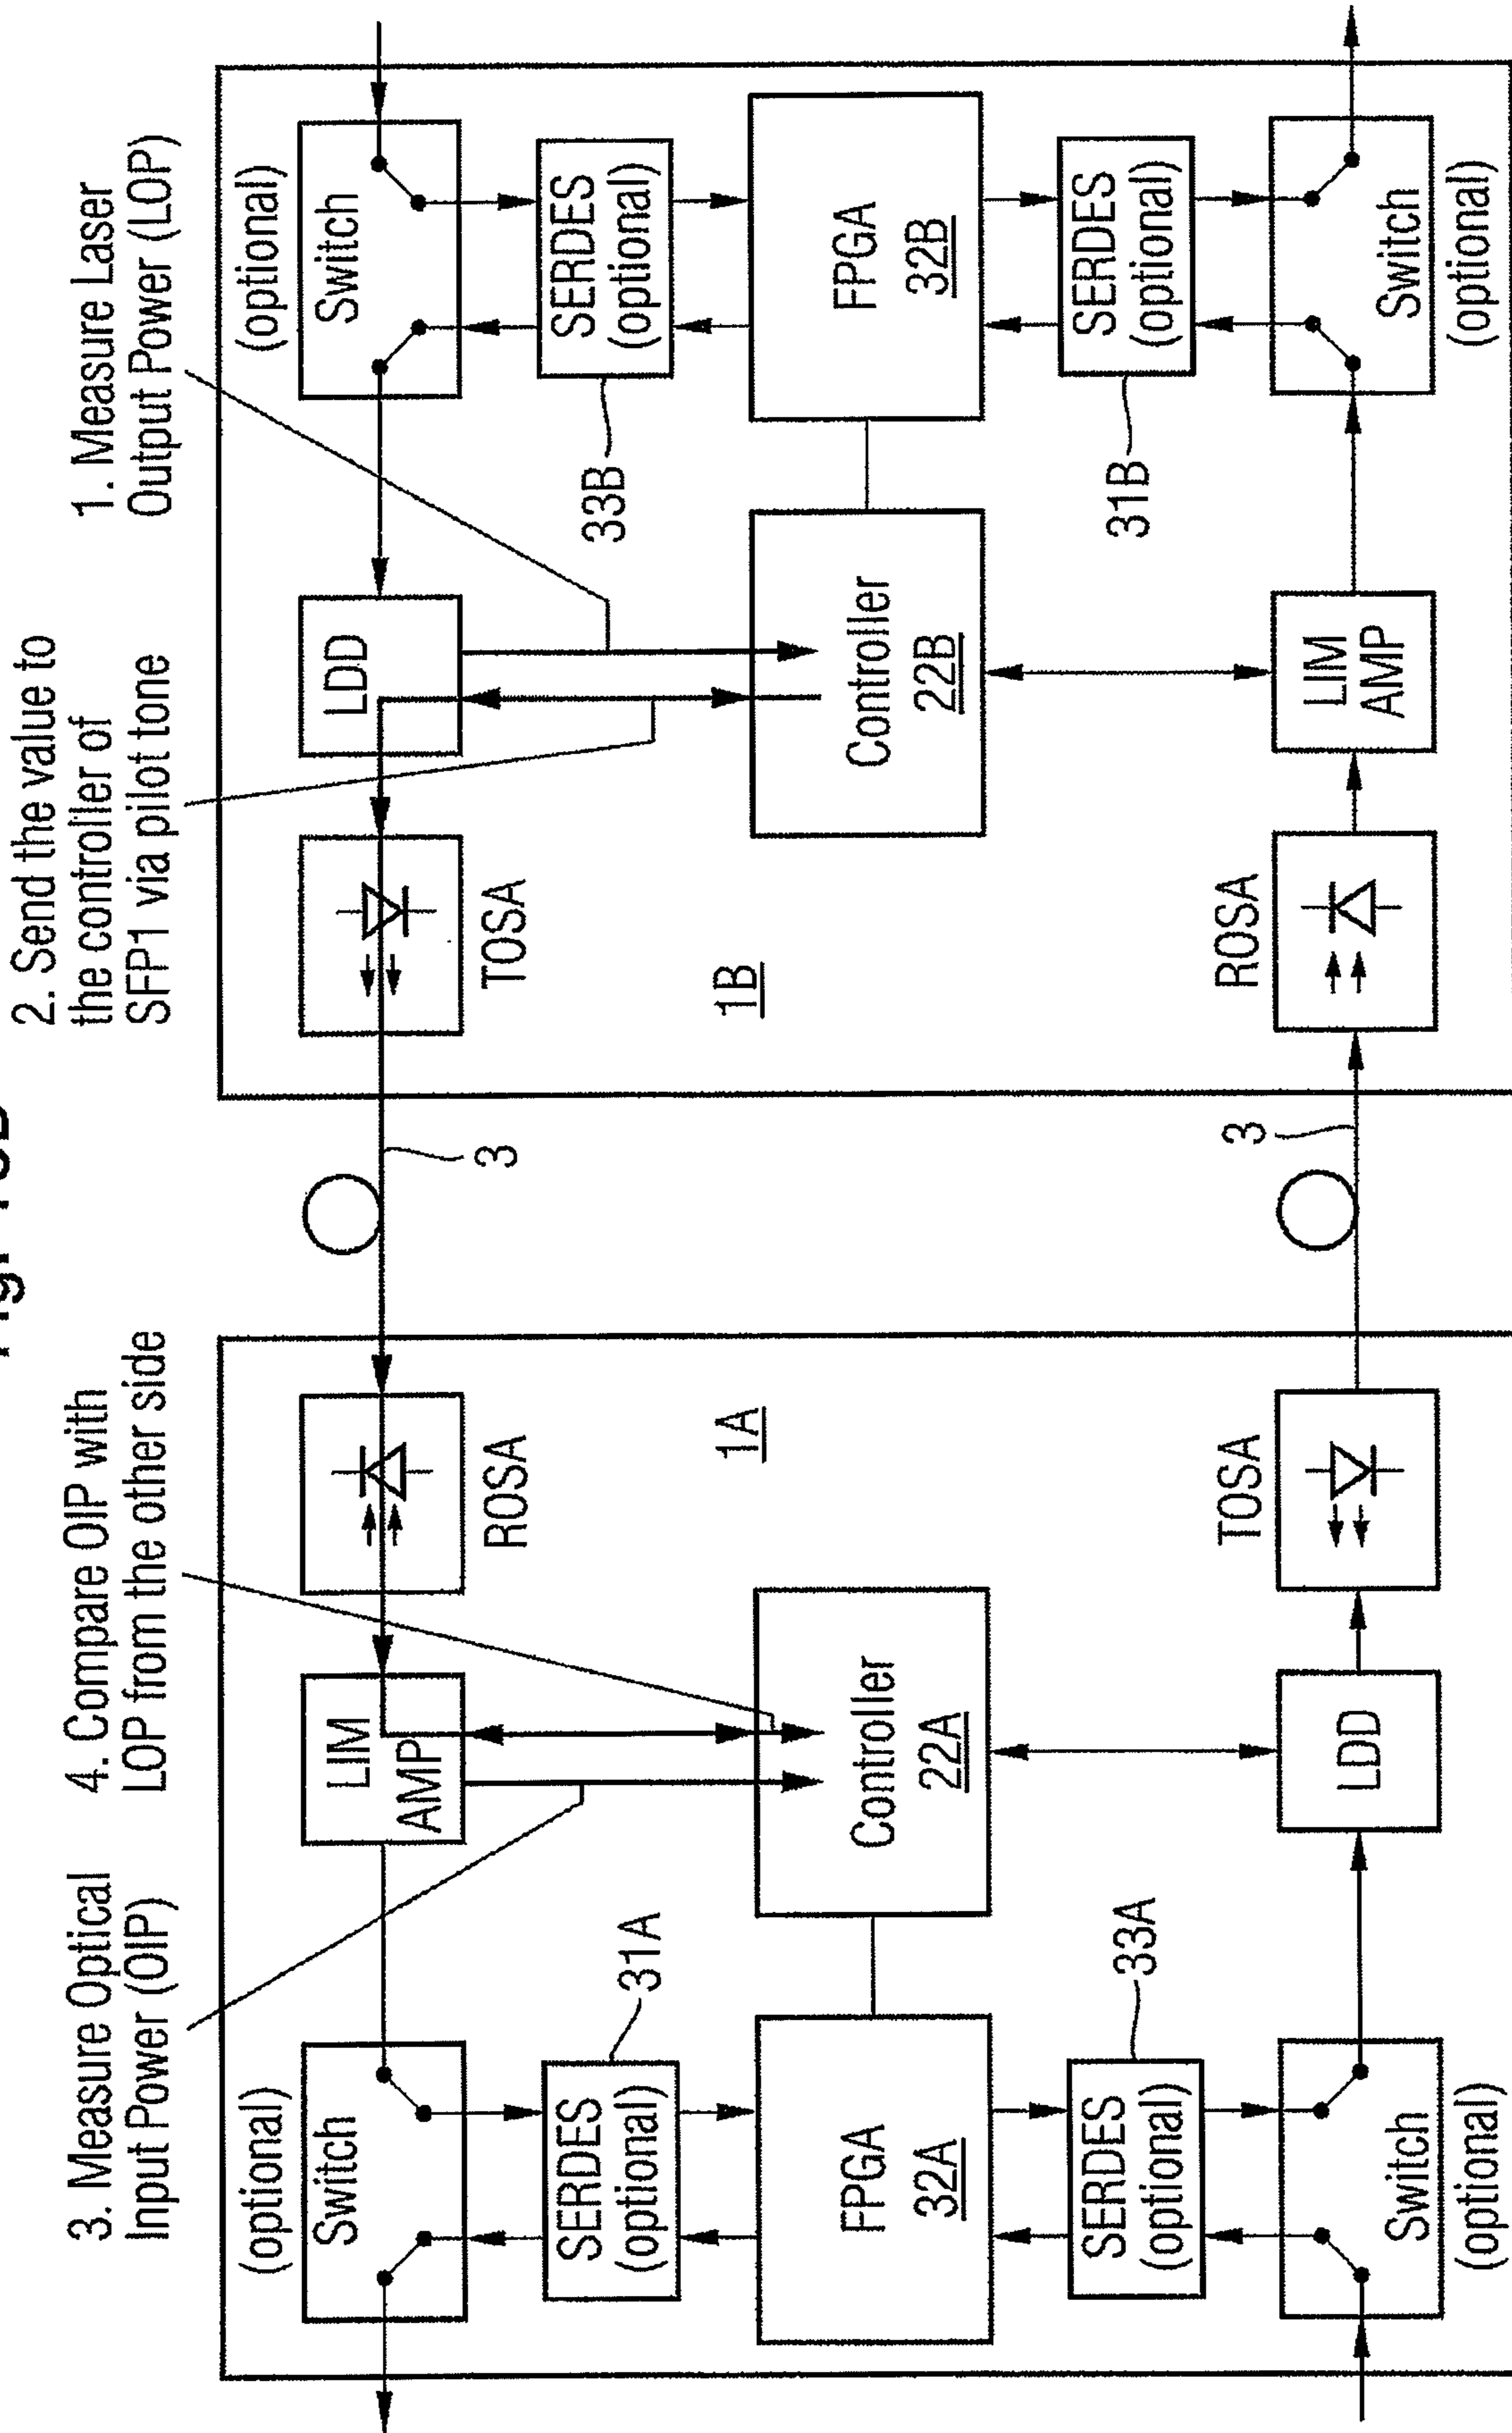 3. Measure Optical
Input Power (OIP)
4. Compare OIP with
LOP from the other side
2. Send the value to
the controller of
SFP1 via pilot tone
1. Measure Laser
Output Power (LOP)
(optional)
Switch
LIM
AMP
ROSA
3
TOSA
LDD
(optional)
Switch
SERDES
(optional)
31A
1A
1B
33B
SERDES
(optional)
FPGA
32A
Controller
22A
Controller
22B
FPGA
32B
SERDES
(optional)
33A
TOSA
3
ROSA
31B
SERDES
(optional)
Switch
(optional)
LDD
LIM
AMP
Switch
(optional)